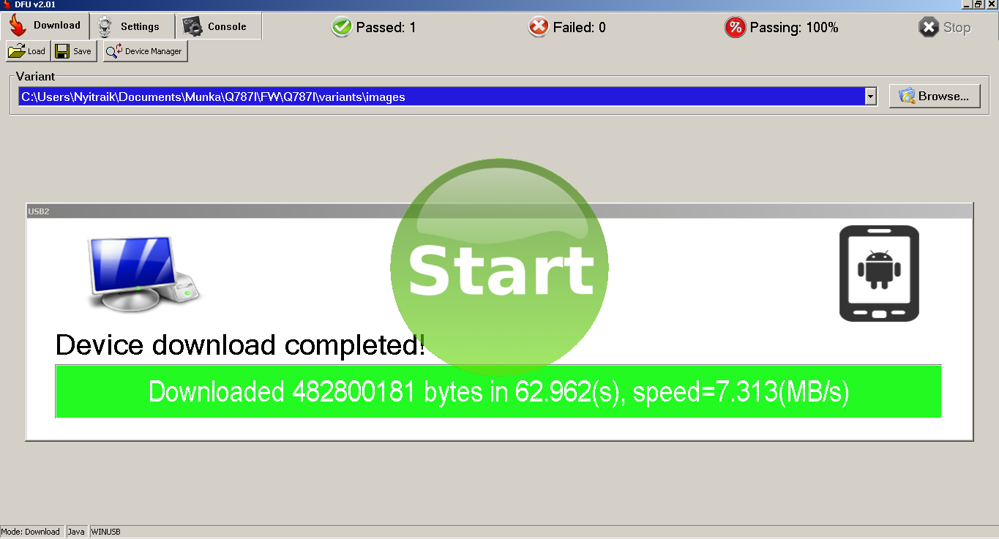 DFU v2.01
Download Settings Console Passed: 1 Failed: 0 Passing: 100% Stop
Load Save Device Manager
Variant
C:\Users\Nyitraik\Documents\Munka\Q787I\FW\Q787I\variants\images Browse...
USB2
Start
Device download completed!
Downloaded 482800181 bytes in 62.962(s), speed=7.313(MB/s)
Mode: Download Java WINUSB